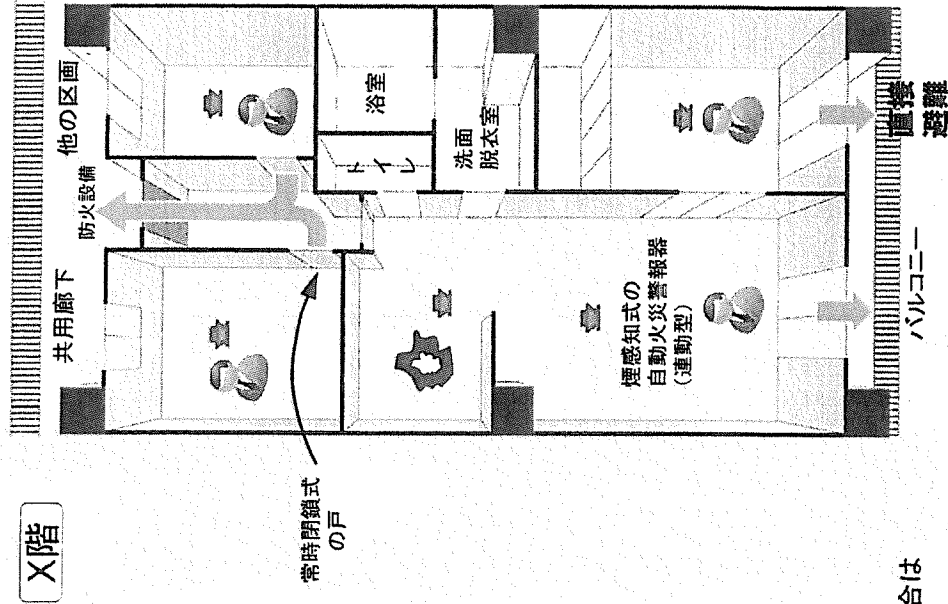 X階
共用廊下
他の区画
防火設備
浴室
トイレ
洗面
脱衣室
常時閉鎖式
の戸
煙感知式の
自動火災警報器
(連動型)
直接
避難
バルコニー
合は